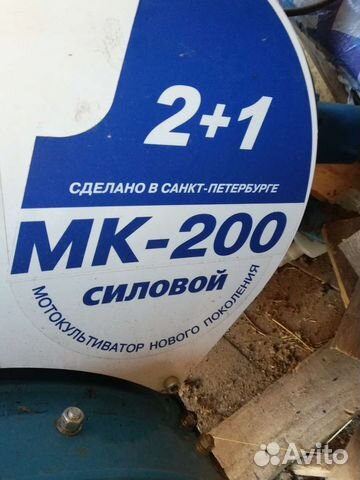 2+1
СДЕЛАНО В САНКТ-ПЕТЕРБУРГЕ
МК-200
СИЛОВОЙ
МОТОКУЛЬТИВАТОР НОВОГО ПОКОЛЕНИЯ
Avito